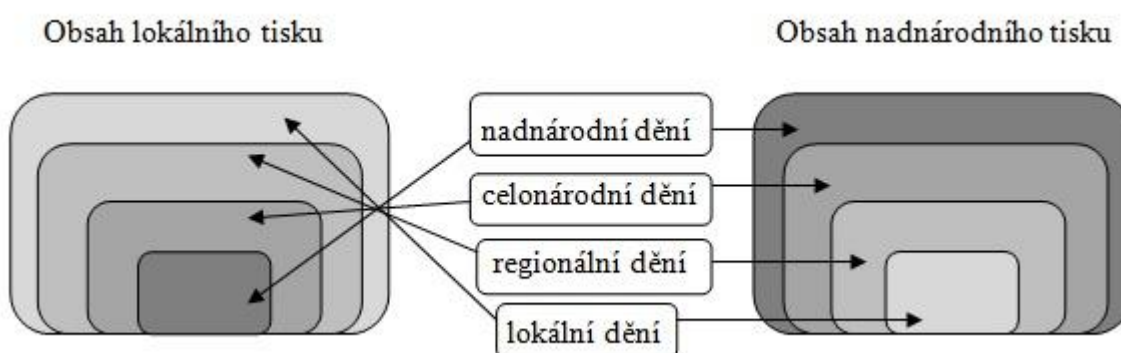 Obsah lokálního tisku
Obsah nadnárodního tisku
nadnárodní dění
celonárodní dění
regionální dění
lokální dění